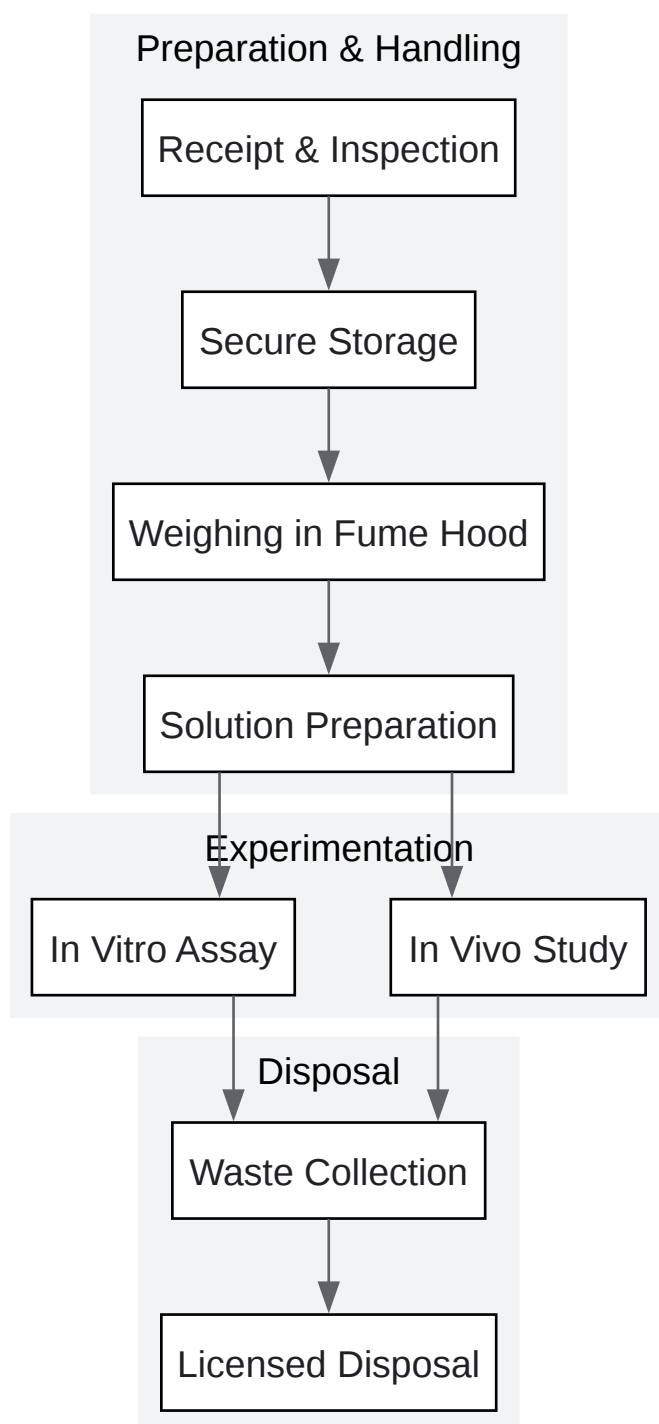 Preparation & Handling
Receipt & Inspection
Secure Storage
Weighing in Fume Hood
Solution Preparation
Experimentation
In Vitro Assay
In Vivo Study
Disposal
Waste Collection
Licensed Disposal